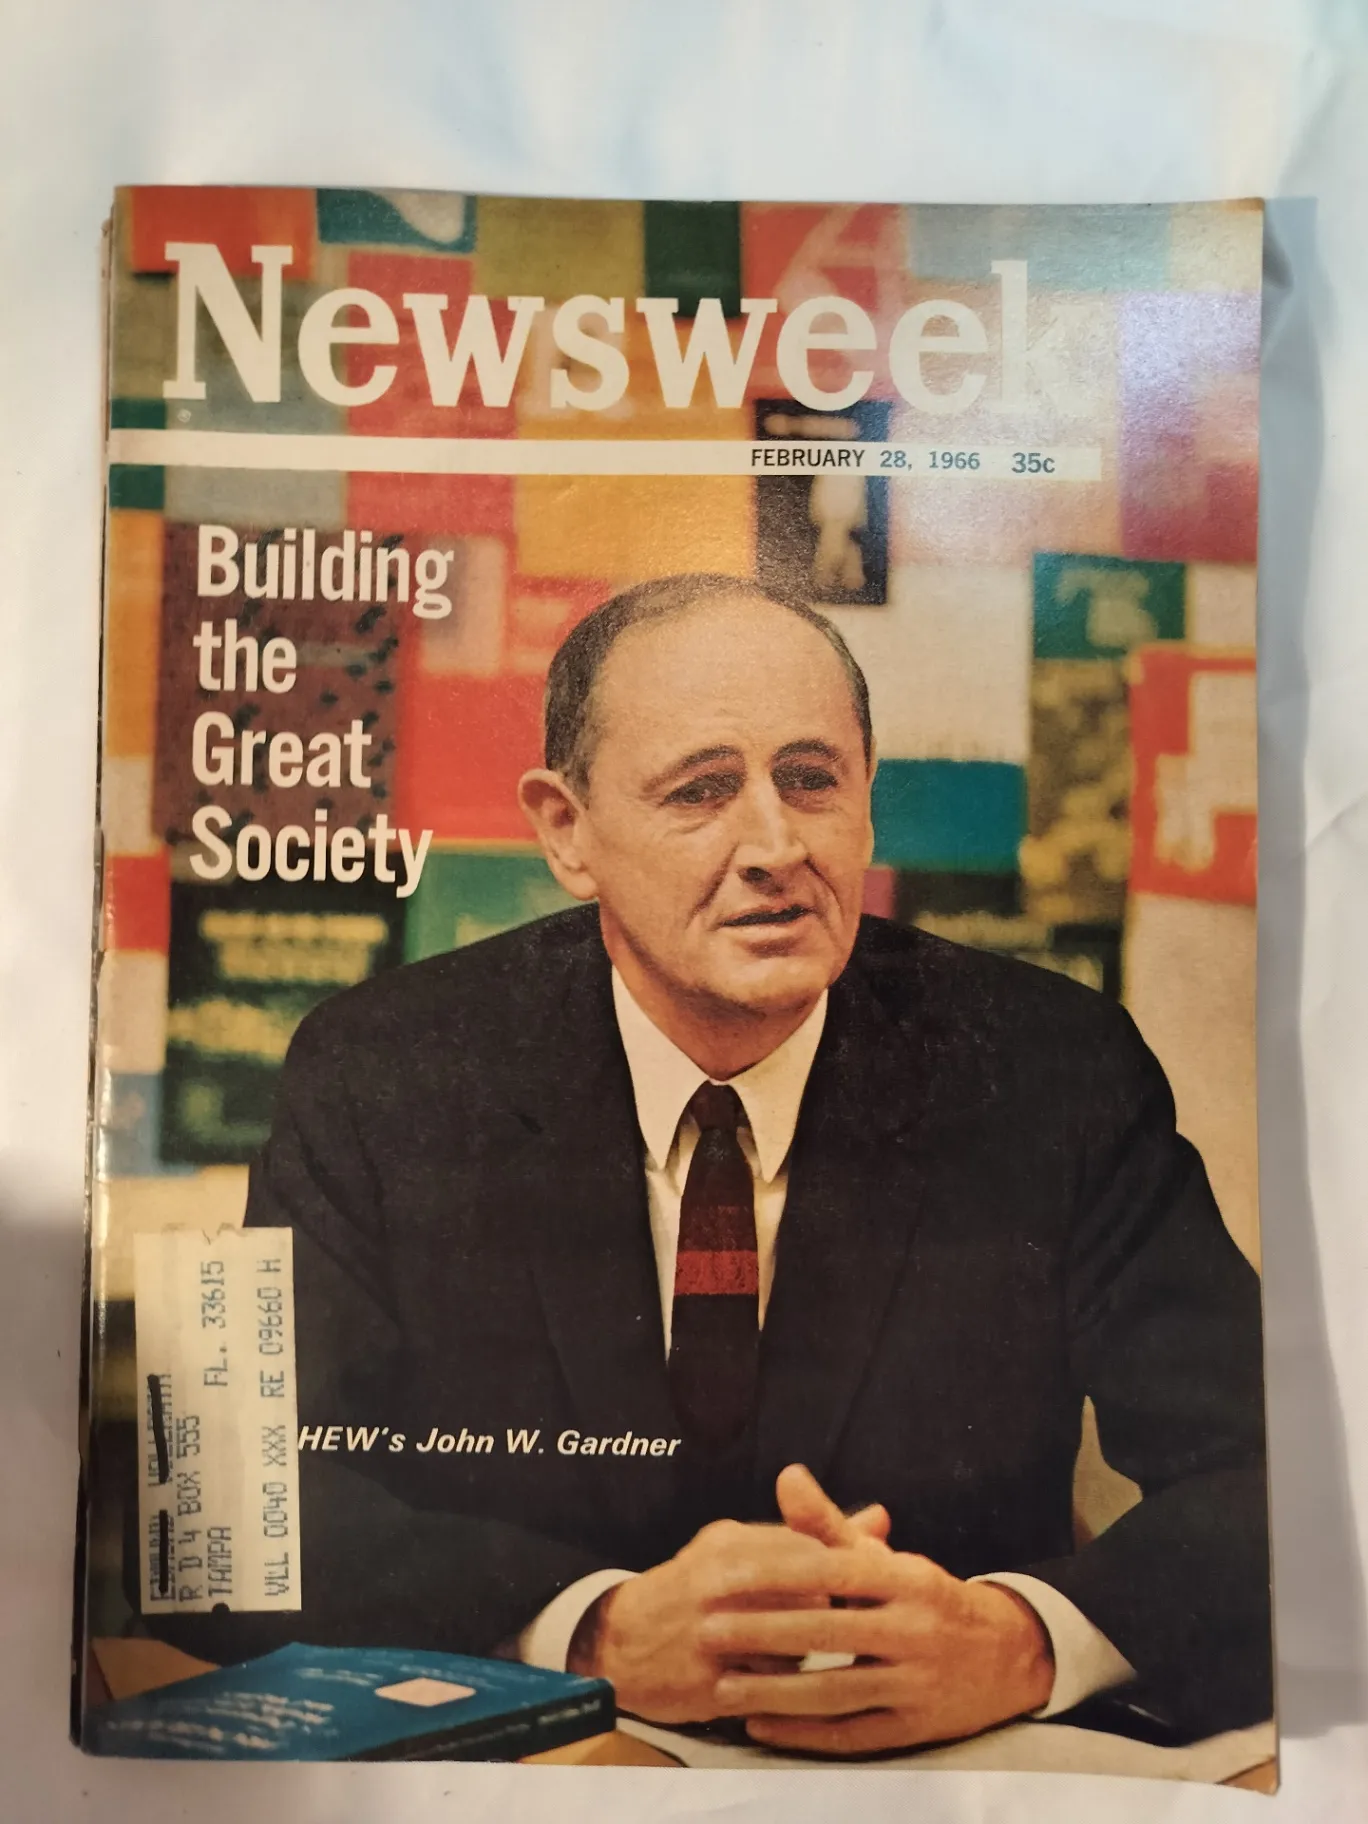 Newsweek
FEBRUARY 28, 1966 35c
Building
the
Great
Society
HEW's John W. Gardner
R D 4 BOX 555
TAMPA FL. 33615
VLL 0040 XXX RE 09660 H